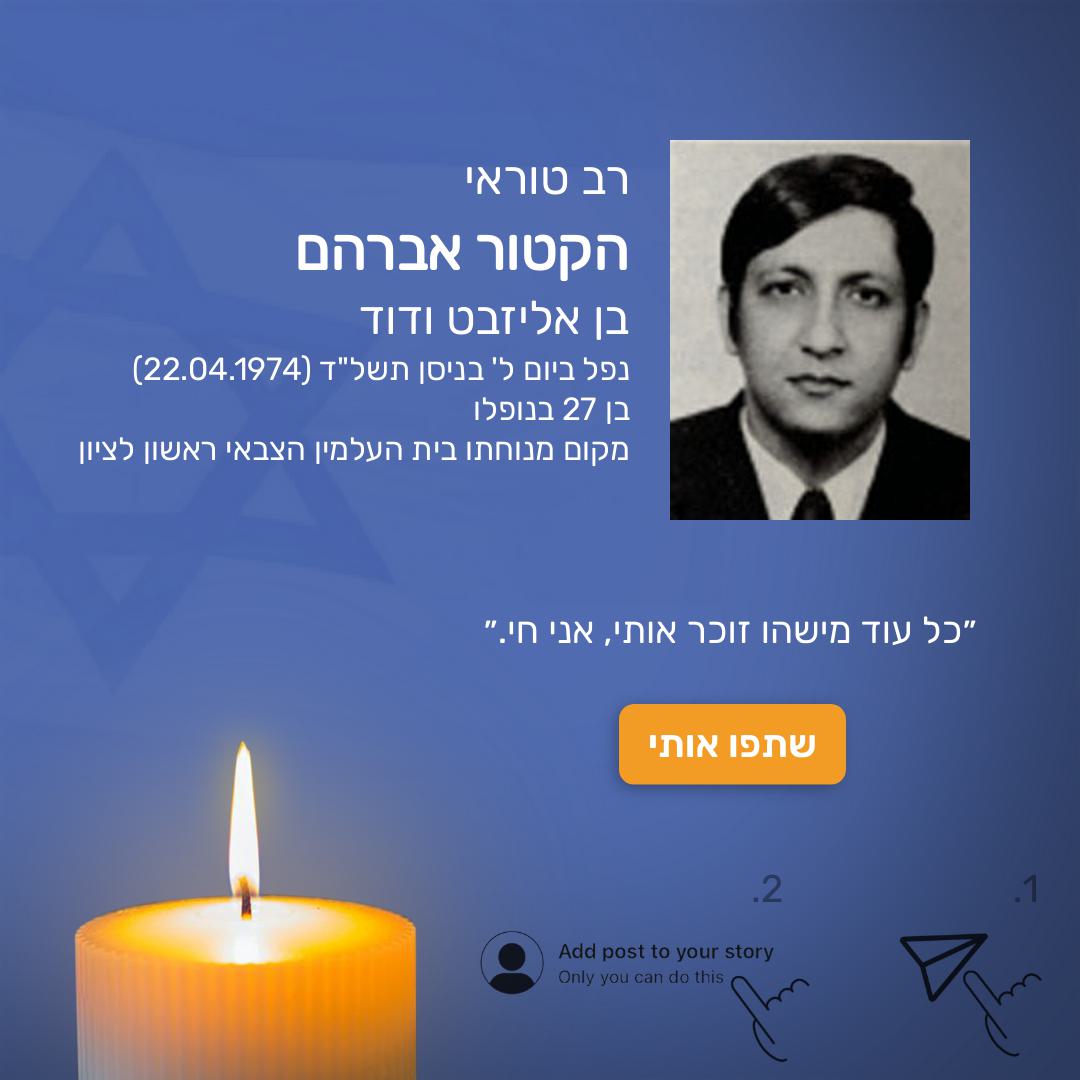 רב טוראי
הקטור אברהם
בן אליזבט ודוד
נפל ביום ל' בניסן תשל"ד (22.04.1974)
בן 27 בנופלו
מקום מנוחתו בית העלמין הצבאי ראשון לציון
״כל עוד מישהו זוכר אותי, אני חי.״
שתפו אותי
.1
.2
Add post to your story
Only you can do this